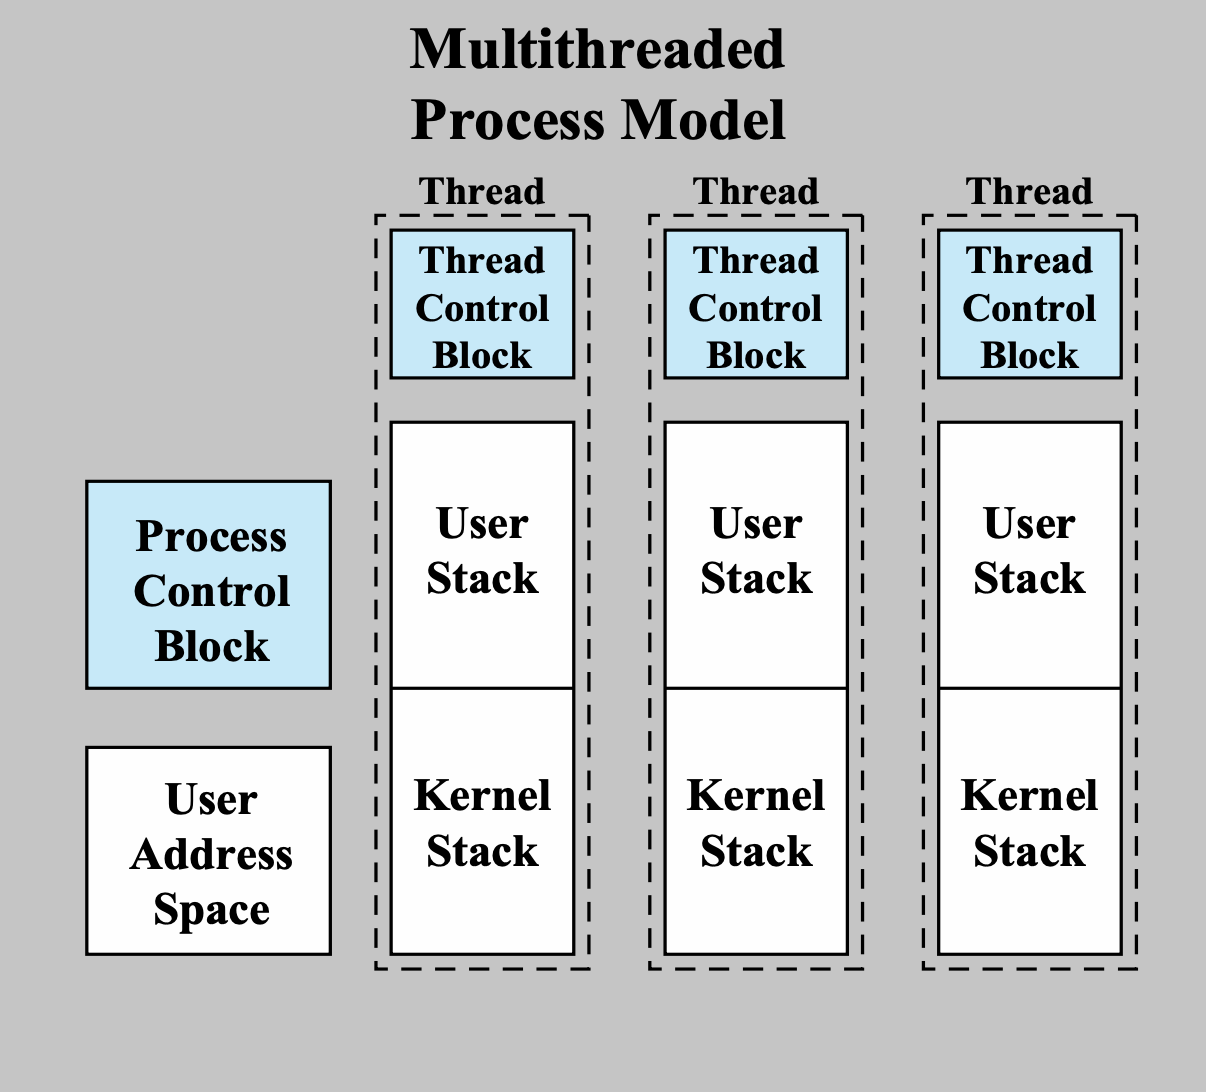 Multithreaded
Process Model
Thread
Thread
Control
Block
User
Stack
Kernel
Stack
Thread
Thread
Control
Block
User
Stack
Kernel
Stack
Thread
Thread
Control
Block
User
Stack
Kernel
Stack
Process
Control
Block
User
Address
Space